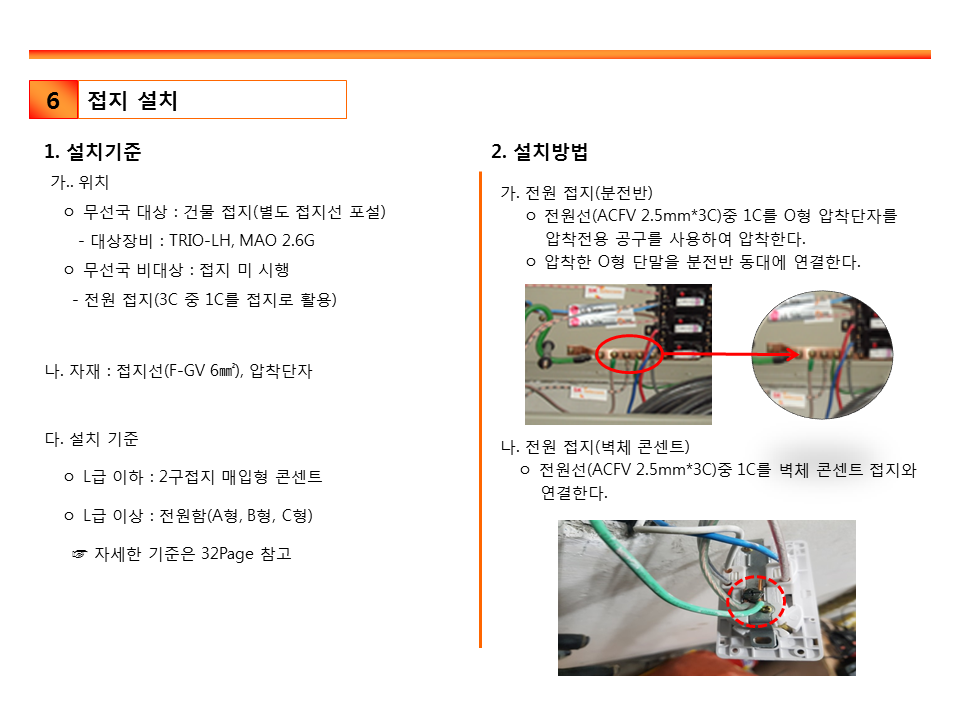 6 접지 설치
1. 설치기준
가.. 위치
ㅇ 무선국 대상 : 건물 접지(별도 접지선 포설)
- 대상장비 : TRIO-LH, MAO 2.6G
ㅇ 무선국 비대상 : 접지 미 시행
- 전원 접지(3C 중 1C를 접지로 활용)
나. 자재 : 접지선(F-GV 6㎟), 압착단자
다. 설치 기준
ㅇ L급 이하 : 2구접지 매입형 콘센트
ㅇ L급 이상 : 전원함(A형, B형, C형)
☞ 자세한 기준은 32Page 참고
2. 설치방법
가. 전원 접지(분전반)
ㅇ 전원선(ACFV 2.5mm*3C)중 1C를 O형 압착단자를
압착전용 공구를 사용하여 압착한다.
ㅇ 압착한 O형 단말을 분전반 동대에 연결한다.
나. 전원 접지(벽체 콘센트)
ㅇ 전원선(ACFV 2.5mm*3C)중 1C를 벽체 콘센트 접지와
연결한다.